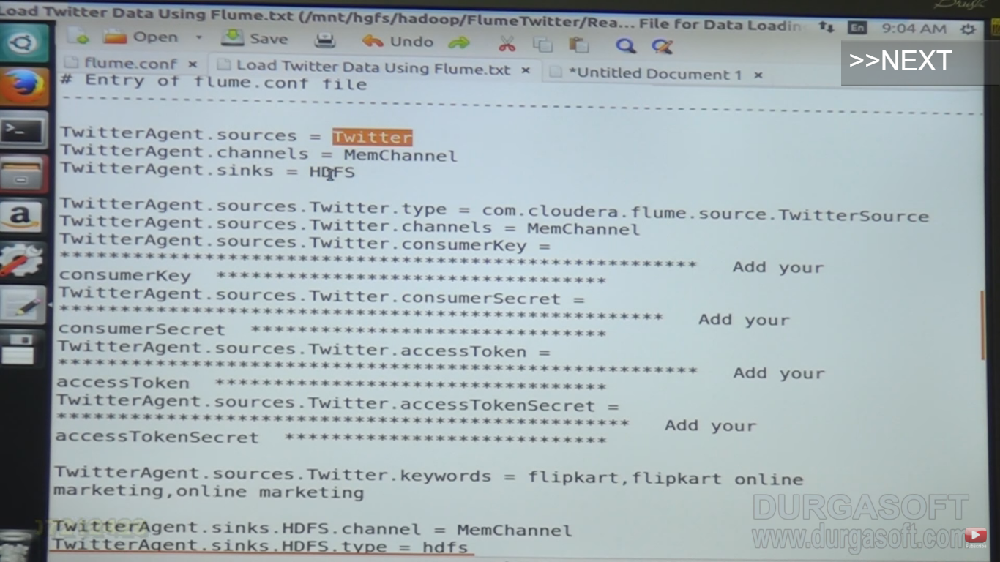 Load Twitter Data Using Flume.txt (/mnt/hgfs/hadoop/FlumeTwitter/Rea... File for Data Loadin
En 9:04 AM
Open Save Undo
>>NEXT
flume.conf × Load Twitter Data Using Flume.txt × *Untitled Document 1 ×
# Entry of flume.conf file
--------------------------------------------------------------------------------
TwitterAgent.sources = Twitter
TwitterAgent.channels = MemChannel
TwitterAgent.sinks = HDFS
TwitterAgent.sources.Twitter.type = com.cloudera.flume.source.TwitterSource
TwitterAgent.sources.Twitter.channels = MemChannel
TwitterAgent.sources.Twitter.consumerKey =
******************************************************* Add your
consumerKey **********************************
TwitterAgent.sources.Twitter.consumerSecret =
**************************************************** Add your
consumerSecret *******************************
TwitterAgent.sources.Twitter.accessToken =
******************************************************* Add your
accessToken **********************************
TwitterAgent.sources.Twitter.accessTokenSecret =
************************************************* Add your
accessTokenSecret ****************************
TwitterAgent.sources.Twitter.keywords = flipkart,flipkart online
marketing,online marketing
TwitterAgent.sinks.HDFS.channel = MemChannel
TwitterAgent.sinks.HDFS.type = hdfs
DURGASOFT
www.durgasoft.com
Subscribe